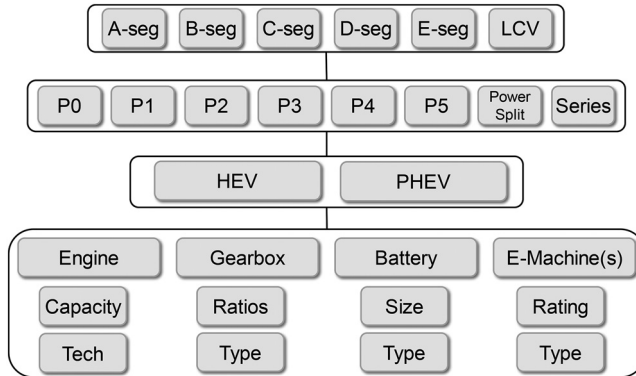 A-seg B-seg C-seg D-seg E-seg LCV
P0 P1 P2 P3 P4 P5 Power Split Series
HEV PHEV
Engine Gearbox Battery E-Machine(s)
Capacity Ratios Size Rating
Tech Type Type Type